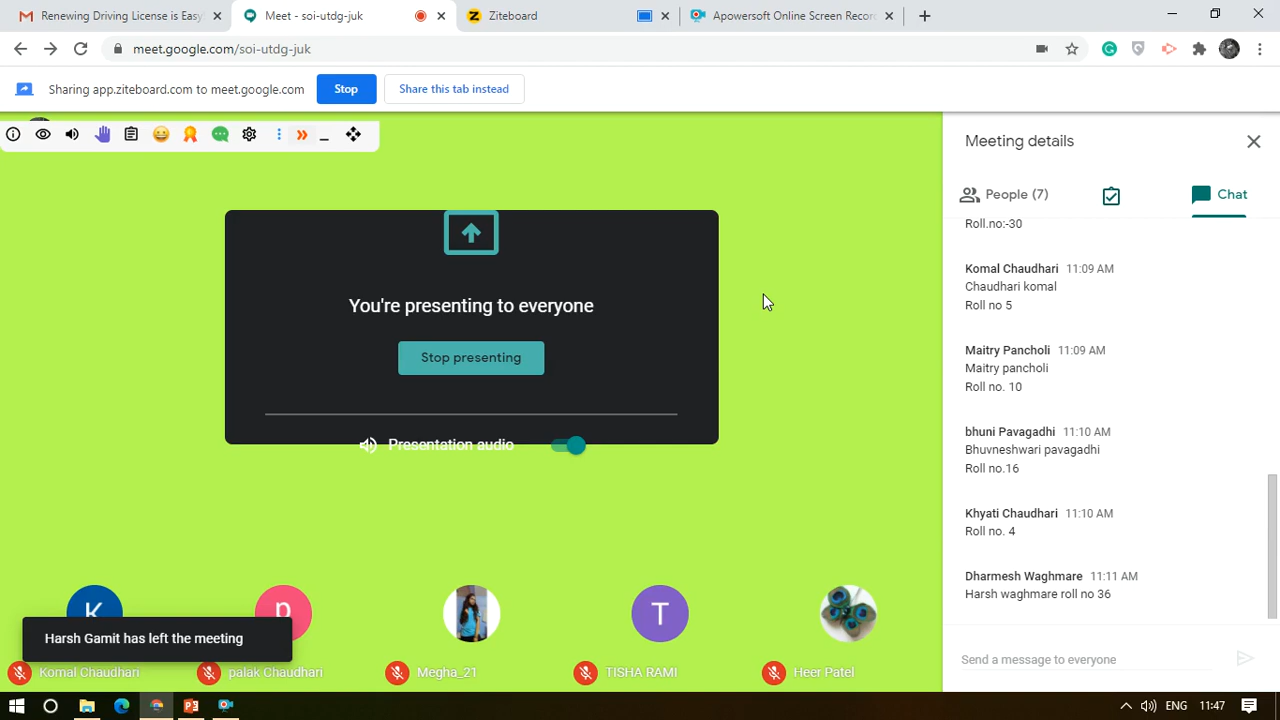 Renewing Driving License is Easy
Meet - soi-utdg-juk
Ziteboard
Apowersoft Online Screen Recor
meet.google.com/soi-utdg-juk
Sharing app.ziteboard.com to meet.google.com
Stop
Share this tab instead
You're presenting to everyone
Stop presenting
Presentation audio
K
p
T
Harsh Gamit has left the meeting
Komal Chaudhari
palak Chaudhari
Megha_21
TISHA RAMI
Heer Patel
Meeting details
People (7)
Chat
Roll.no:-30
Komal Chaudhari 11:09 AM
Chaudhari komal
Roll no 5
Maitry Pancholi 11:09 AM
Maitry pancholi
Roll no. 10
bhuni Pavagadhi 11:10 AM
Bhuvneshwari pavagadhi
Roll no.16
Khyati Chaudhari 11:10 AM
Roll no. 4
Dharmesh Waghmare 11:11 AM
Harsh waghmare roll no 36
Send a message to everyone
ENG
11:47